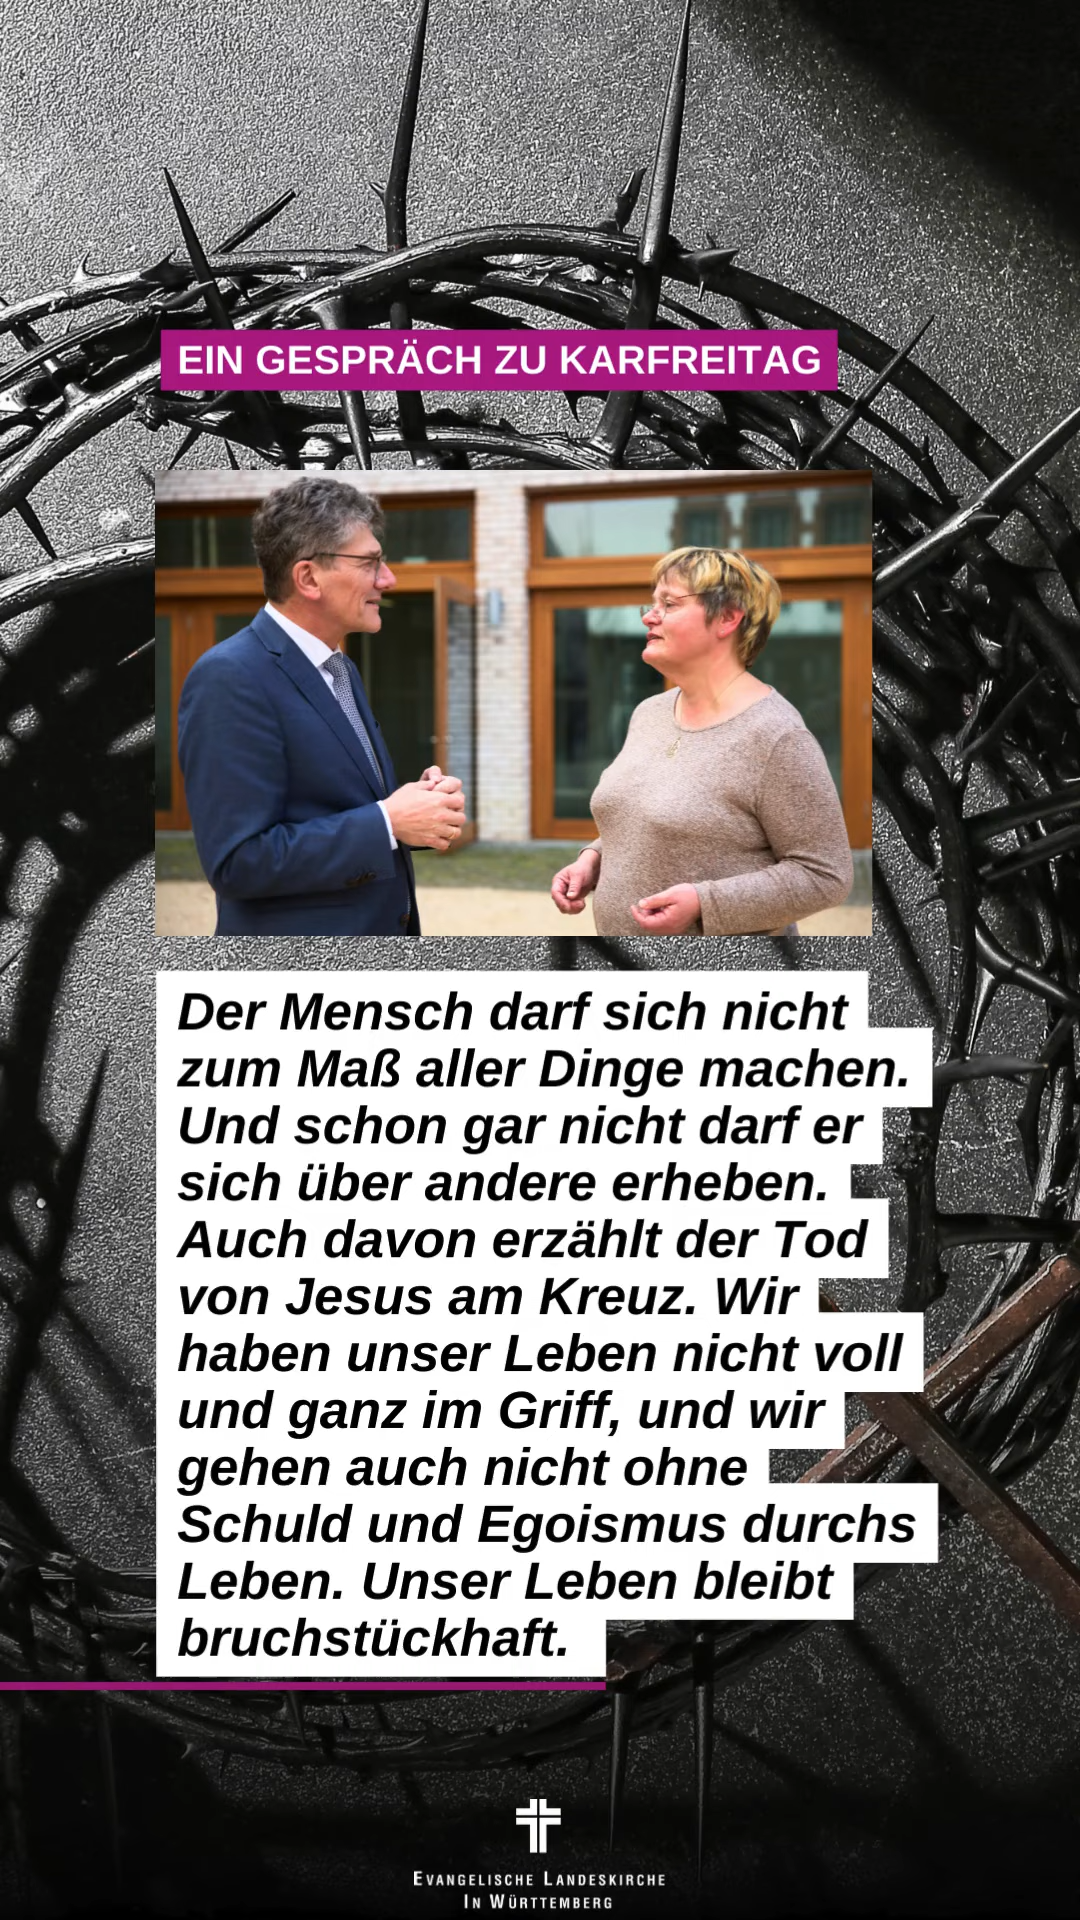 EIN GESPRÄCH ZU KARFREITAG
Der Mensch darf sich nicht
zum Maß aller Dinge machen.
Und schon gar nicht darf er
sich über andere erheben.
Auch davon erzählt der Tod
von Jesus am Kreuz. Wir
haben unser Leben nicht voll
und ganz im Griff, und wir
gehen auch nicht ohne
Schuld und Egoismus durchs
Leben. Unser Leben bleibt
bruchstückhaft.
EVANGELISCHE LANDESKIRCHE
IN WÜRTTEMBERG